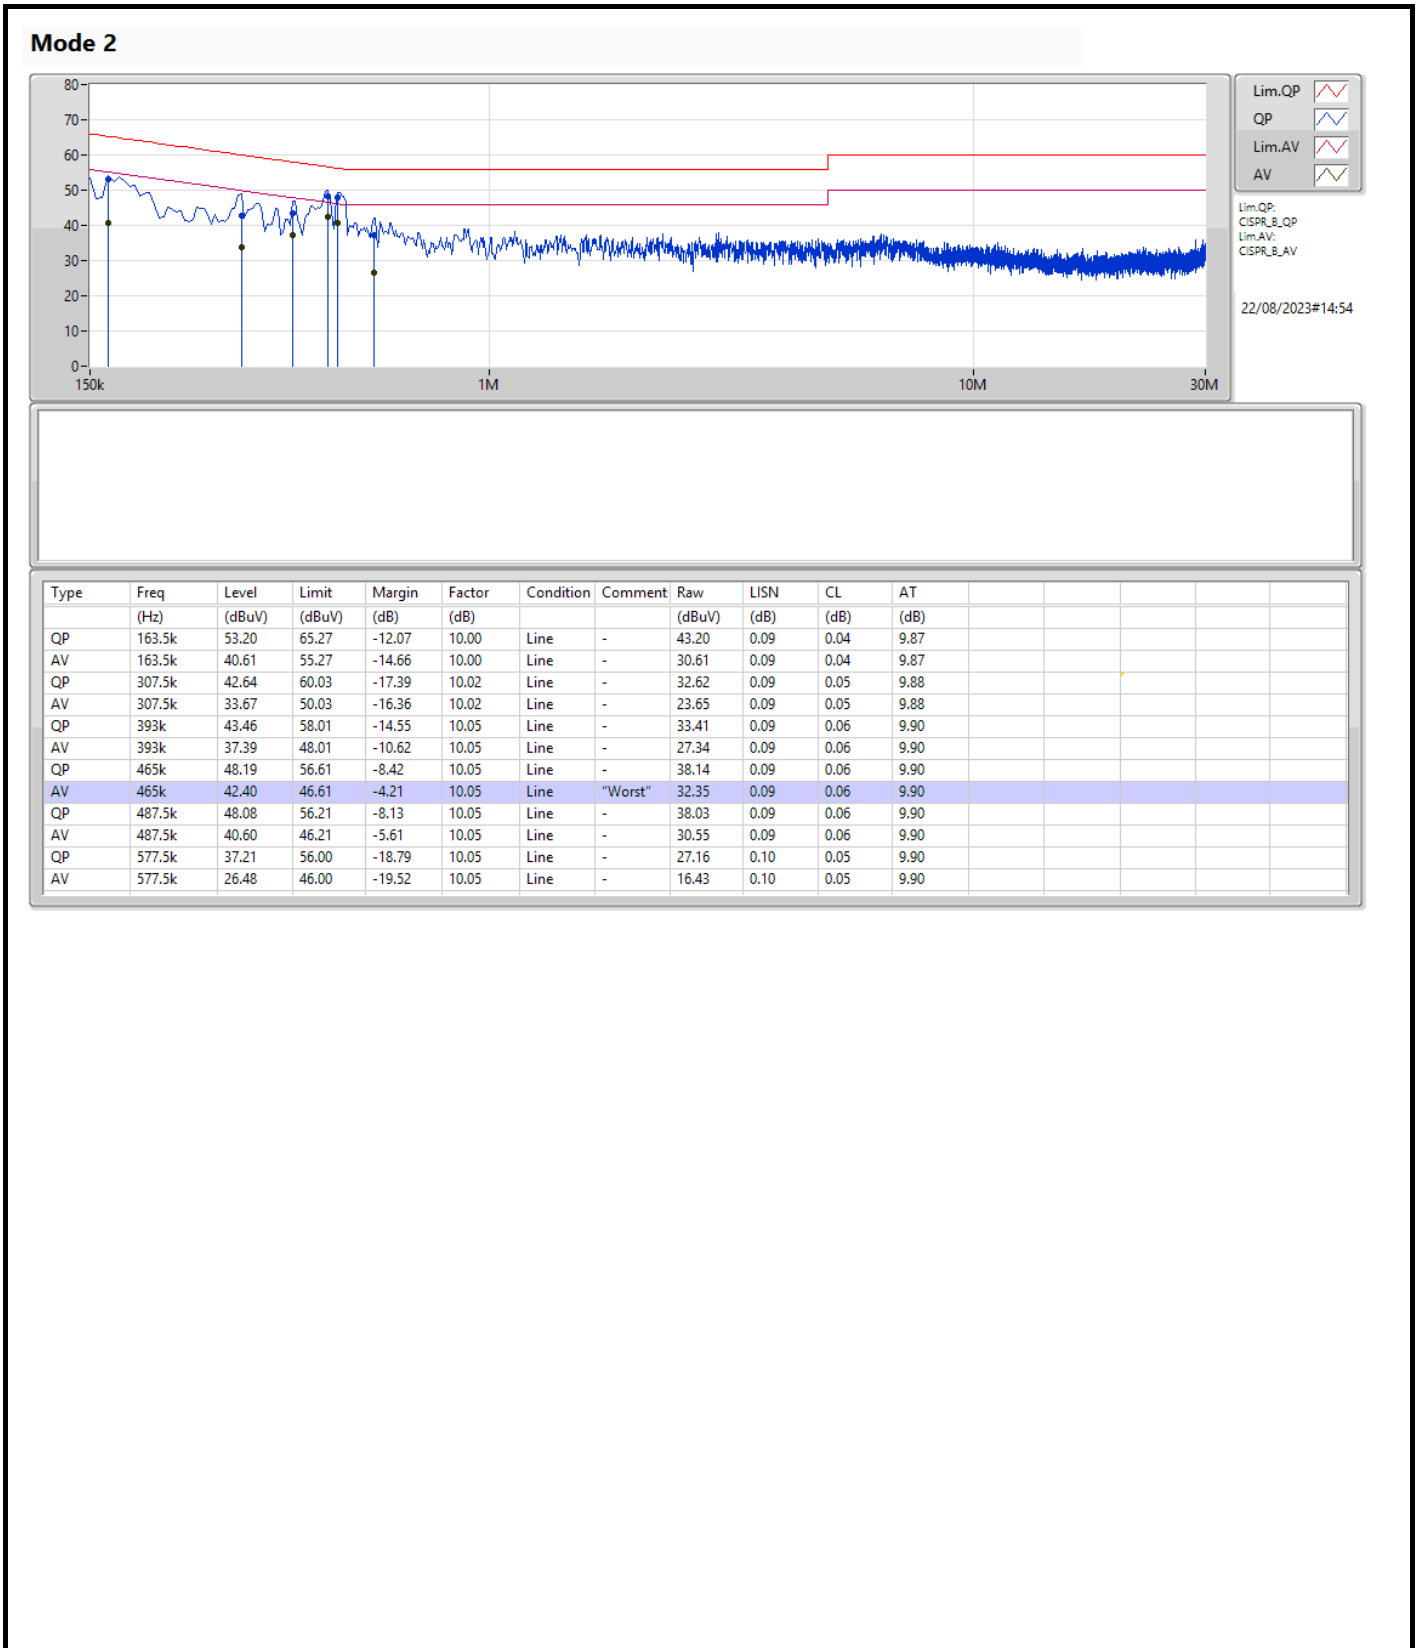 Mode 2
80
70
60
50
40
30
20
10
0
150k 1M 10M 30M
Lim.QP
QP
Lim.AV
AV
Lim.QP:
CISPR_B_QP
Lim.AV:
CISPR_B_AV
22/08/2023#14:54
Type Freq Level Limit Margin Factor Condition Comment Raw LISN CL AT
(Hz) (dBuV) (dBuV) (dB) (dB) (dBuV) (dB) (dB) (dB)
QP 163.5k 53.20 65.27 -12.07 10.00 Line - 43.20 0.09 0.04 9.87
AV 163.5k 40.61 55.27 -14.66 10.00 Line - 30.61 0.09 0.04 9.87
QP 307.5k 42.64 60.03 -17.39 10.02 Line - 32.62 0.09 0.05 9.88
AV 307.5k 33.67 50.03 -16.36 10.02 Line - 23.65 0.09 0.05 9.88
QP 393k 43.46 58.01 -14.55 10.05 Line - 33.41 0.09 0.06 9.90
AV 393k 37.39 48.01 -10.62 10.05 Line - 27.34 0.09 0.06 9.90
QP 465k 48.19 56.61 -8.42 10.05 Line - 38.14 0.09 0.06 9.90
AV 465k 42.40 46.61 -4.21 10.05 Line "Worst" 32.35 0.09 0.06 9.90
QP 487.5k 48.08 56.21 -8.13 10.05 Line - 38.03 0.09 0.06 9.90
AV 487.5k 40.60 46.21 -5.61 10.05 Line - 30.55 0.09 0.06 9.90
QP 577.5k 37.21 56.00 -18.79 10.05 Line - 27.16 0.10 0.05 9.90
AV 577.5k 26.48 46.00 -19.52 10.05 Line - 16.43 0.10 0.05 9.90